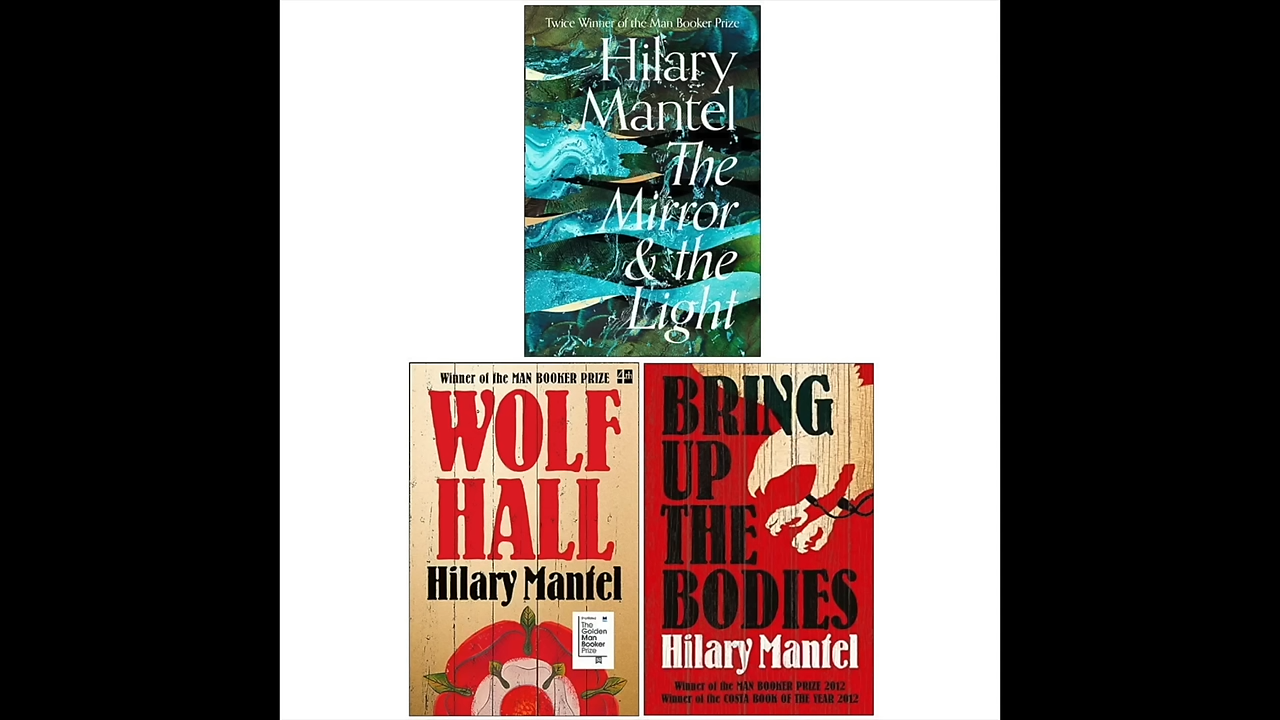 Twice Winner of the Man Booker Prize
Hilary
Mantel
The
Mirror
& the
Light
Winner of the MAN BOOKER PRIZE 4th
WOLF
HALL
Hilary Mantel
The
Golden
Man
Booker
Prize
BRING
UP
THE
BODIES
Hilary Mantel
Winner of the MAN BOOKER PRIZE 2012
Winner of the COSTA BOOK OF THE YEAR 2012